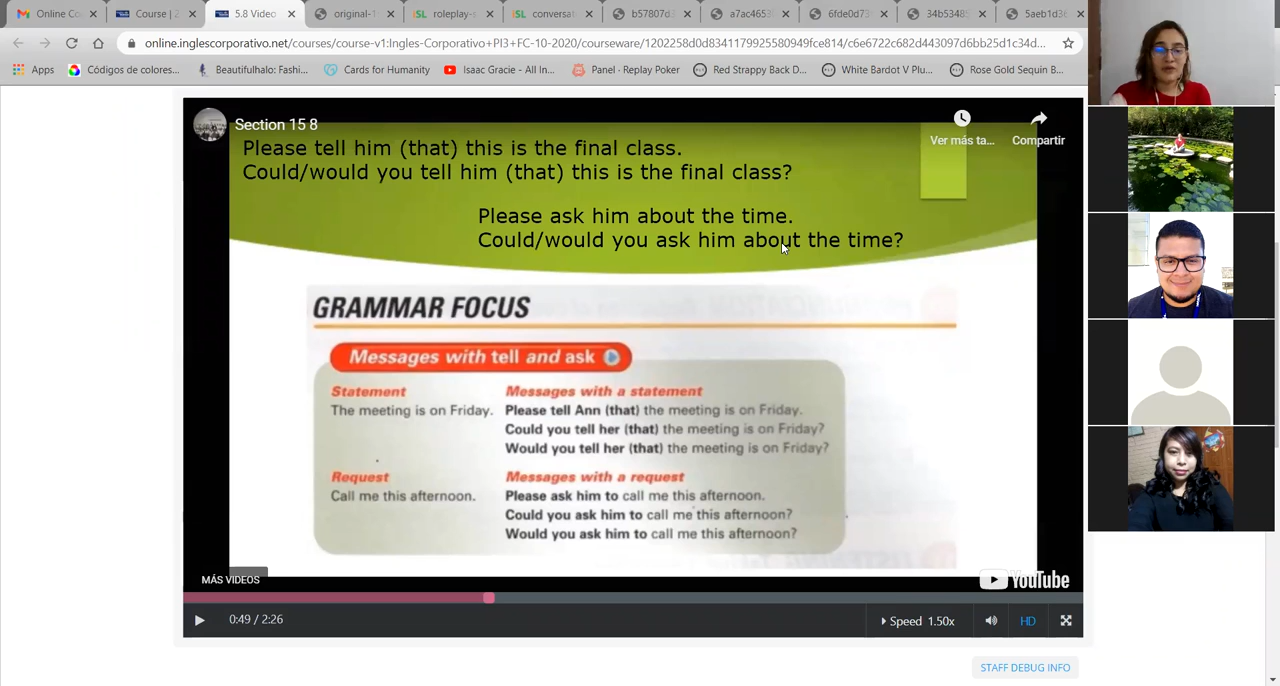 Online Co
Course | 2
5.8 Video
original-1
roleplay-s
conversat
b57807d3
a7ac4653
6fde0d73
34b53485
5aeb1d36
online.inglescorporativo.net/courses/course-v1:Ingles-Corporativo+PI3+FC-10-2020/courseware/1202258d0d8341179925580949fce814/c6e6722c682d443097d6bb25d1c34d...
Apps
Códigos de colores...
Beautifulhalo: Fashi...
Cards for Humanity
Isaac Gracie - All In...
Panel · Replay Poker
Red Strappy Back D...
White Bardot V Plu...
Rose Gold Sequin B...
Section 15 8
Ver más ta...
Compartir
Please tell him (that) this is the final class.
Could/would you tell him (that) this is the final class?
Please ask him about the time.
Could/would you ask him about the time?
GRAMMAR FOCUS
Messages with tell and ask
Statement
Messages with a statement
The meeting is on Friday.
Please tell Ann (that) the meeting is on Friday.
Could you tell her (that) the meeting is on Friday?
Would you tell her (that) the meeting is on Friday?
Request
Messages with a request
Call me this afternoon.
Please ask him to call me this afternoon.
Could you ask him to call me this afternoon?
Would you ask him to call me this afternoon?
MÁS VIDEOS
YouTube
0:49 / 2:26
Speed 1.50x
HD
STAFF DEBUG INFO